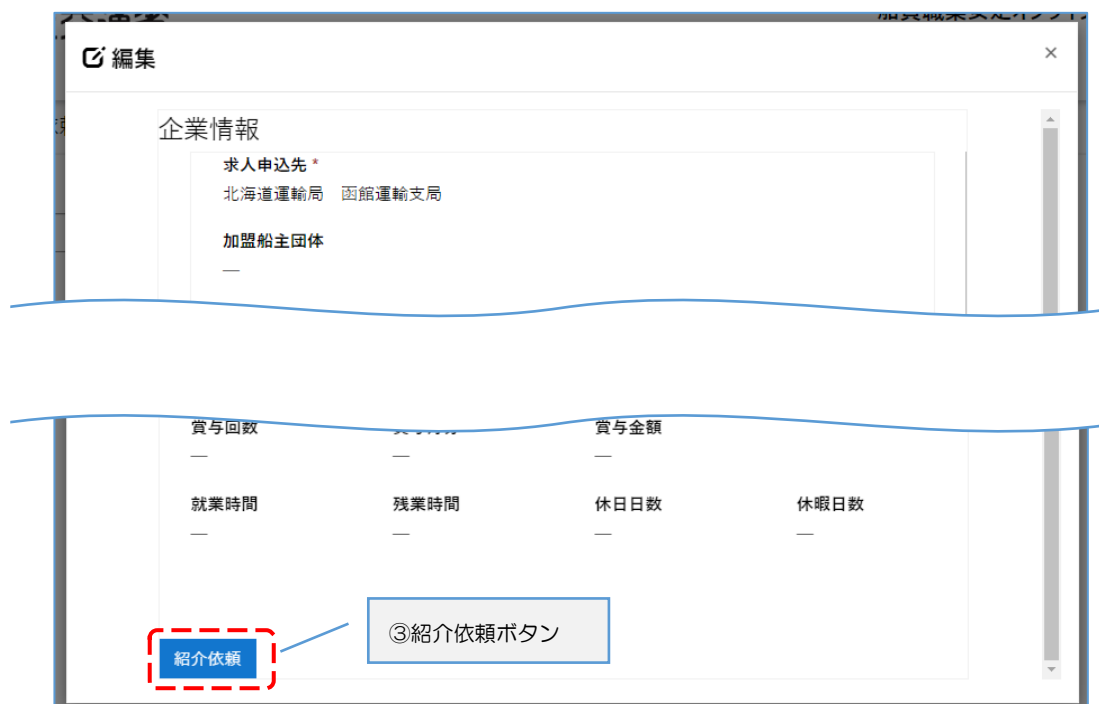 編集
×
企業情報
求人申込先 *
北海道運輸局　函館運輸支局
加盟船主団体
―
賞与回数 賞与金額
― ― ―
就業時間 残業時間 休日日数 休暇日数
― ― ― ―
③紹介依頼ボタン
紹介依頼